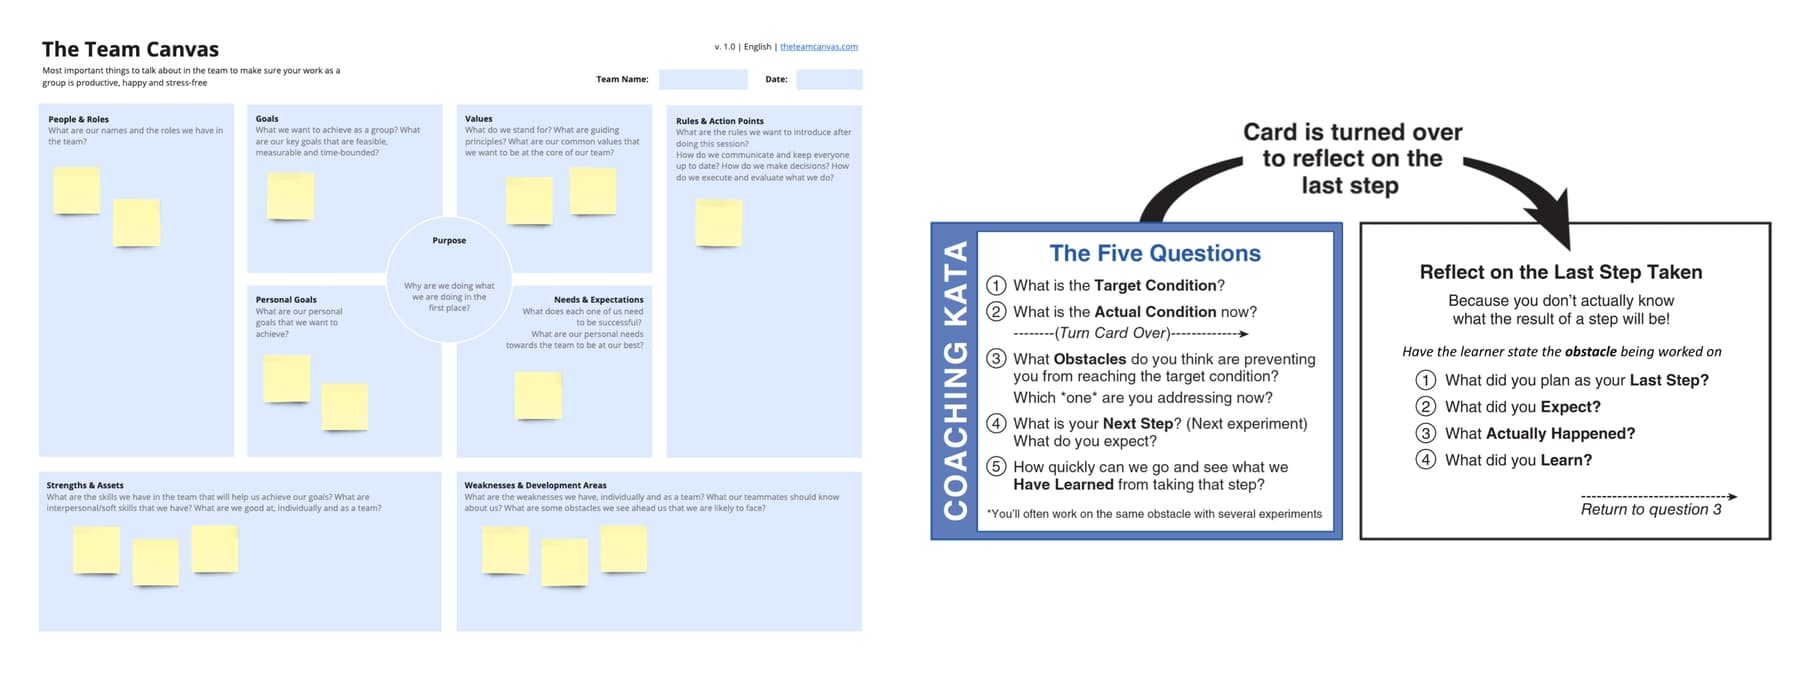 The Team Canvas
Most important things to talk about in the team to make sure your work as a
group is productive, happy and stress-free
v. 1.0 | English | theteamcanvas.com
Team Name:
Date:
People & Roles
What are our names and the roles we have in
the team?
Goals
What we want to achieve as a group? What
are our key goals that are feasible,
measurable and time-bounded?
Values
What do we stand for? What are guiding
principles? What are our common values that
we want to be at the core of our team?
Rules & Action Points
What are the rules we want to introduce after
doing this session?
How do we communicate and keep everyone
up to date? How do we make decisions? How
do we execute and evaluate what we do?
Purpose
Why are we doing what
we are doing in the
first place?
Personal Goals
What are our personal
goals that we want to
achieve?
Needs & Expectations
What does each one of us need
to be successful?
What are our personal needs
towards the team to be at our best?
Strengths & Assets
What are the skills we have in the team that will help us achieve our goals? What are
interpersonal/soft skills that we have? What are we good at, individually and as a team?
Weaknesses & Development Areas
What are the weaknesses we have, individually and as a team? What our teammates should know
about us? What are some obstacles we see ahead us that we are likely to face?
Card is turned over
to reflect on the
last step
COACHING KATA
The Five Questions
1 What is the Target Condition?
2 What is the Actual Condition now?
--------(Turn Card Over)-------------->
3 What Obstacles do you think are preventing
you from reaching the target condition?
Which *one* are you addressing now?
4 What is your Next Step? (Next experiment)
What do you expect?
5 How quickly can we go and see what we
Have Learned from taking that step?
*You'll often work on the same obstacle with several experiments
Reflect on the Last Step Taken
Because you don't actually know
what the result of a step will be!
Have the learner state the obstacle being worked on
1 What did you plan as your Last Step?
2 What did you Expect?
3 What Actually Happened?
4 What did you Learn?
Return to question 3